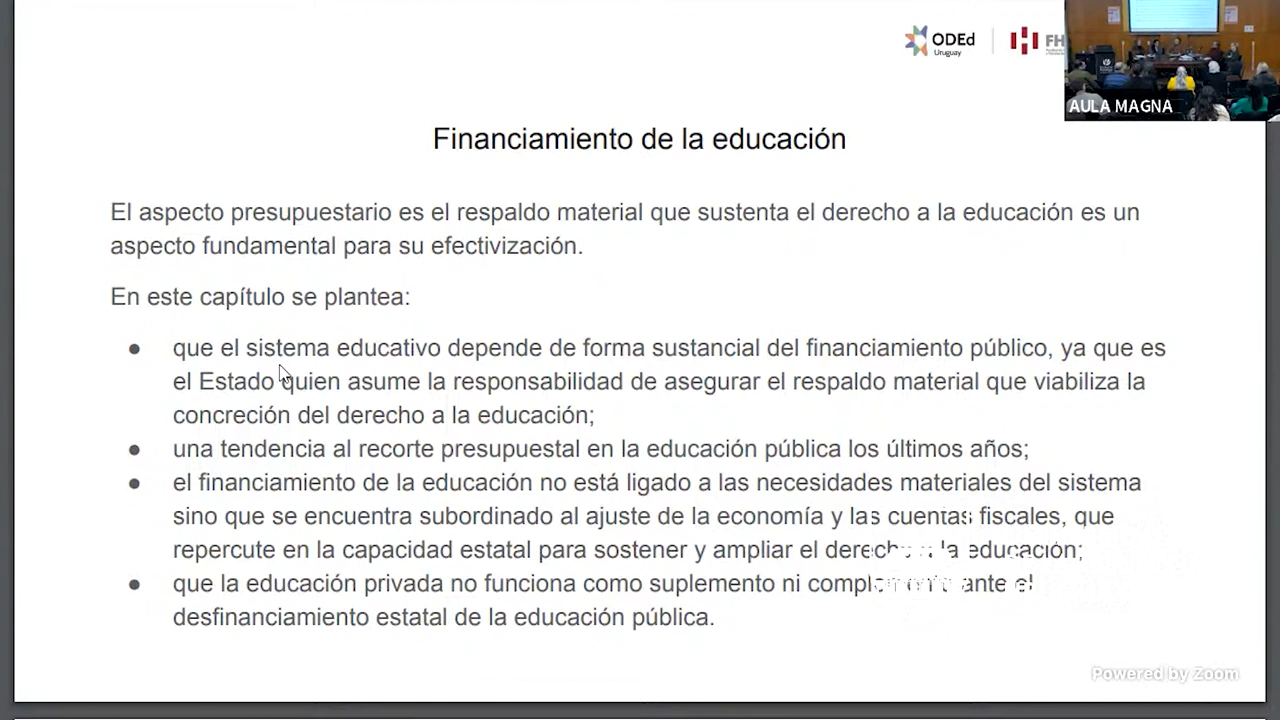 ODEd
Uruguay
FH
AULA MAGNA
Financiamiento de la educación
El aspecto presupuestario es el respaldo material que sustenta el derecho a la educación es un
aspecto fundamental para su efectivización.
En este capítulo se plantea:
● que el sistema educativo depende de forma sustancial del financiamiento público, ya que es
el Estado quien asume la responsabilidad de asegurar el respaldo material que viabiliza la
concreción del derecho a la educación;
● una tendencia al recorte presupuestal en la educación pública los últimos años;
● el financiamiento de la educación no está ligado a las necesidades materiales del sistema
sino que se encuentra subordinado al ajuste de la economía y las cuentas fiscales, que
repercute en la capacidad estatal para sostener y ampliar el derecho a la educación;
● que la educación privada no funciona como suplemento ni complemento ante el
desfinanciamiento estatal de la educación pública.
Powered by Zoom